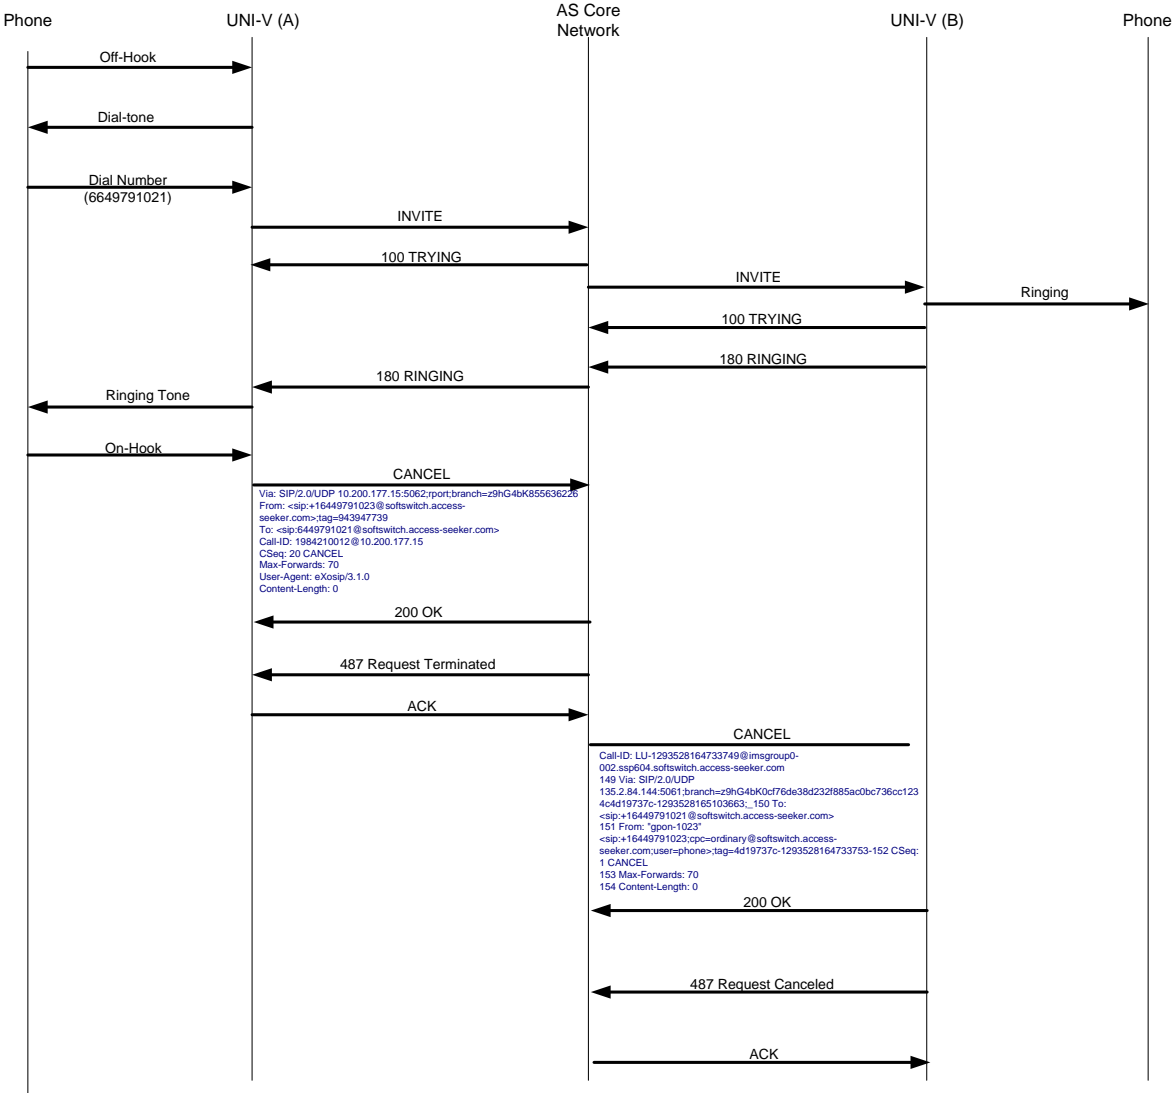 Phone
UNI-V (A)
AS Core
Network
UNI-V (B)
Phone
Off-Hook
Dial-tone
Dial Number
(6649791021)
INVITE
100 TRYING
INVITE
Ringing
100 TRYING
180 RINGING
180 RINGING
Ringing Tone
On-Hook
CANCEL
Via: SIP/2.0/UDP 10.200.177.15:5062;rport;branch=z9hG4bK855636226
From: <sip:+16449791023@softswitch.access-
seeker.com>;tag=943947739
To: <sip:6449791021@softswitch.access-seeker.com>
Call-ID: 1984210012@10.200.177.15
CSeq: 20 CANCEL
Max-Forwards: 70
User-Agent: eXosip/3.1.0
Content-Length: 0
200 OK
487 Request Terminated
ACK
CANCEL
Call-ID: LU-1293528164733749@imsgroup0-
002.ssp604.softswitch.access-seeker.com
149 Via: SIP/2.0/UDP
135.2.84.144:5061;branch=z9hG4bK0cf76de38d232f885ac0bc736cc123
4c4d19737c-1293528165103663;_150 To:
<sip:+16449791021@softswitch.access-seeker.com>
151 From: "gpon-1023"
<sip:+16449791023;cpc=ordinary@softswitch.access-
seeker.com;user=phone>;tag=4d19737c-1293528164733753-152 CSeq:
1 CANCEL
153 Max-Forwards: 70
154 Content-Length: 0
200 OK
487 Request Canceled
ACK